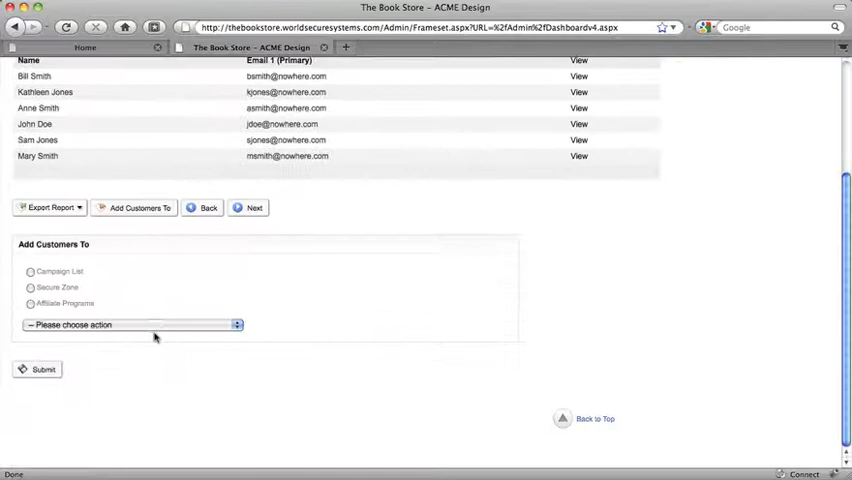 The Book Store - ACME Design
http://thebookstore.worldsecuresystems.com/Admin/Frameset.aspx?URL=%2fAdmin%2fDashboardv4.aspx
Google
Home
The Book Store - ACME Design
Name Email 1 (Primary) View
Bill Smith bsmith@nowhere.com View
Kathleen Jones kjones@nowhere.com View
Anne Smith asmith@nowhere.com View
John Doe jdoe@nowhere.com View
Sam Jones sjones@nowhere.com View
Mary Smith msmith@nowhere.com View
Export Report Add Customers To Back Next
Add Customers To
Campaign List
Secure Zone
Affiliate Programs
-- Please choose action
Submit
Back to Top
Done Connect